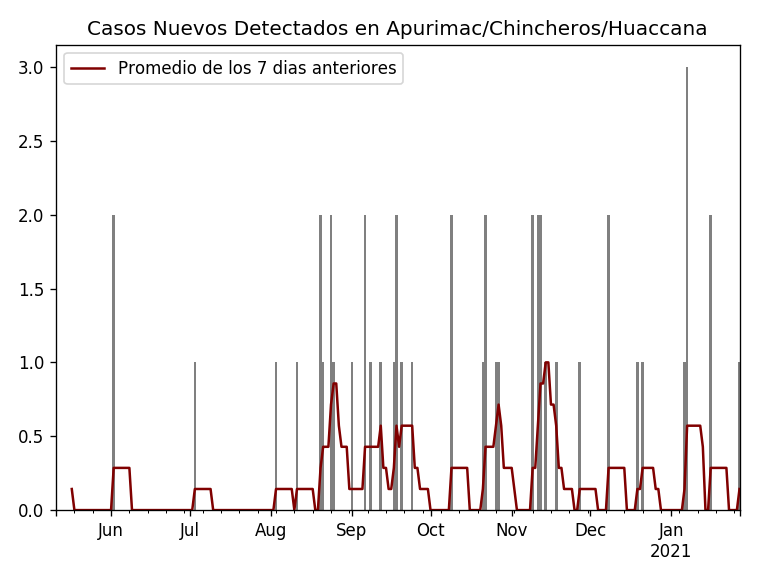 Casos Nuevos Detectados en Apurimac/Chincheros/Huaccana
Promedio de los 7 dias anteriores
3.0
2.5
2.0
1.5
1.0
0.5
0.0
Jun Jul Aug Sep Oct Nov Dec Jan
2021